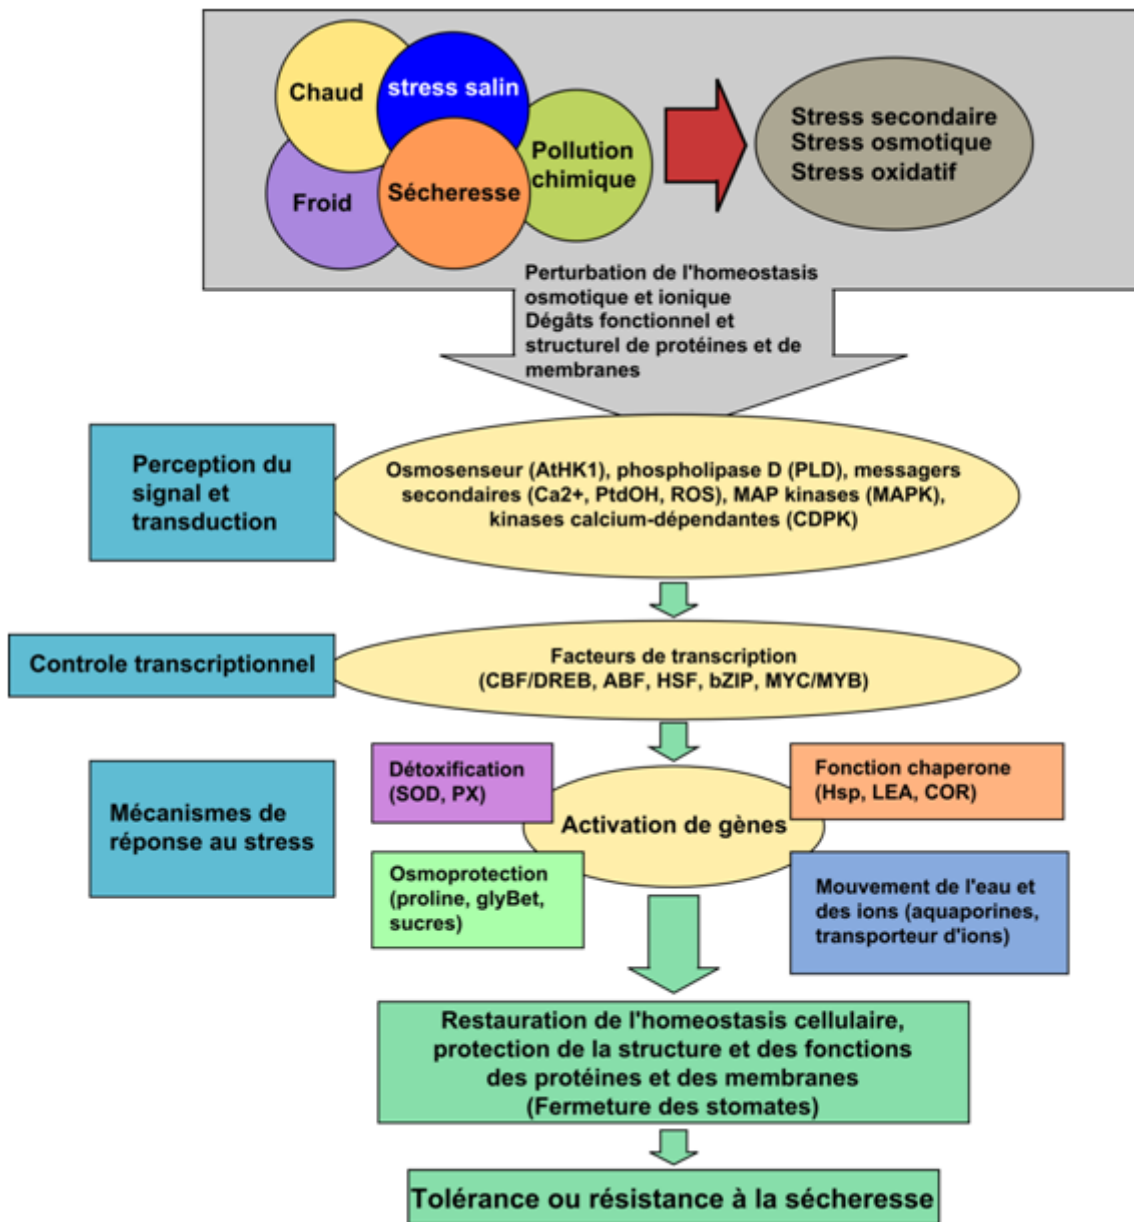 Chaud
stress salin
Froid
Sécheresse
Pollution
chimique
Stress secondaire
Stress osmotique
Stress oxidatif
Perturbation de l'homeostasis
osmotique et ionique
Dégâts fonctionnel et
structurel de protéines et de
membranes
Perception du
signal et
transduction
Osmosenseur (AtHK1), phospholipase D (PLD), messagers
secondaires (Ca2+, PtdOH, ROS), MAP kinases (MAPK),
kinases calcium-dépendantes (CDPK)
Controle transcriptionnel
Facteurs de transcription
(CBF/DREB, ABF, HSF, bZIP, MYC/MYB)
Mécanismes de
réponse au stress
Détoxification
(SOD, PX)
Fonction chaperone
(Hsp, LEA, COR)
Activation de gènes
Osmoprotection
(proline, glyBet,
sucres)
Mouvement de l'eau et
des ions (aquaporines,
transporteur d'ions)
Restauration de l'homeostasis cellulaire,
protection de la structure et des fonctions
des protéines et des membranes
(Fermeture des stomates)
Tolérance ou résistance à la sécheresse